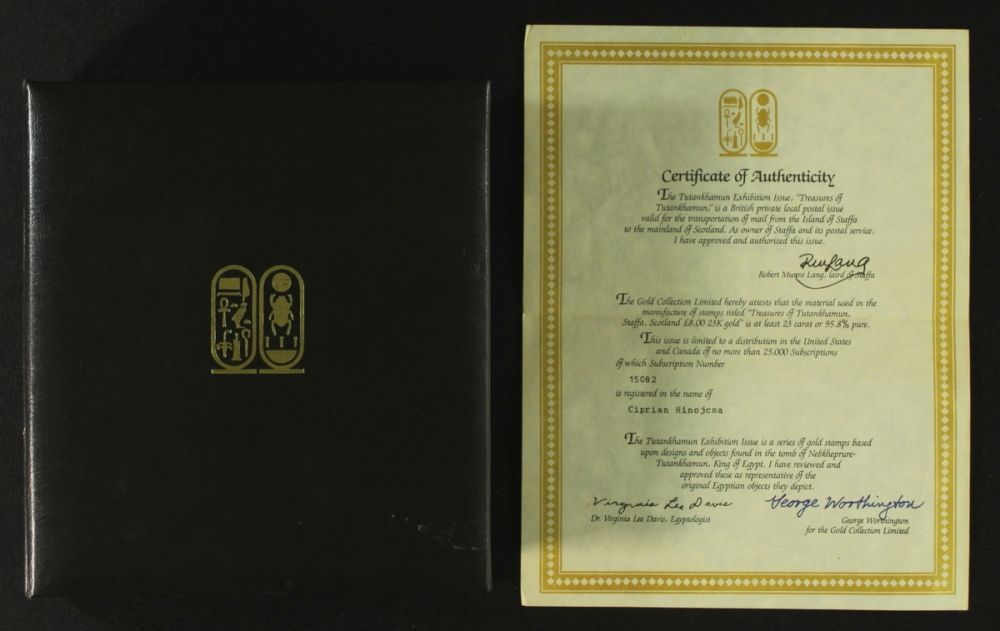 Certificate of Authenticity
The Tutankhamun Exhibition Issue, "Treasures of
Tutankhamun," is a British private local postal issue
valid for the transportation of mail from the Island of Staffa
to the mainland of Scotland. As owner of Staffa and its postal service,
I have approved and authorized this issue.
RMLang
Robert Munro Lang, laird of Staffa
The Gold Collection Limited hereby attests that the material used in the
manufacture of stamps titled "Treasures of Tutankhamun,
Staffa, Scotland £8.00 23K gold" is at least 23 carat or 95.8% pure.
This issue is limited to a distribution in the United States
and Canada of no more than 25,000 Subscriptions
of which Subscription Number
15082
is registered in the name of
Ciprian Hinojcsa
The Tutankhamun Exhibition Issue is a series of gold stamps based
upon designs and objects found in the tomb of Nebkheprure-
Tutankhamun, King of Egypt. I have reviewed and
approved these as representative of the
original Egyptian objects they depict.
Virginia Lee Davis George Worthington
Dr. Virginia Lee Davis, Egyptologist George Worthington
for the Gold Collection Limited